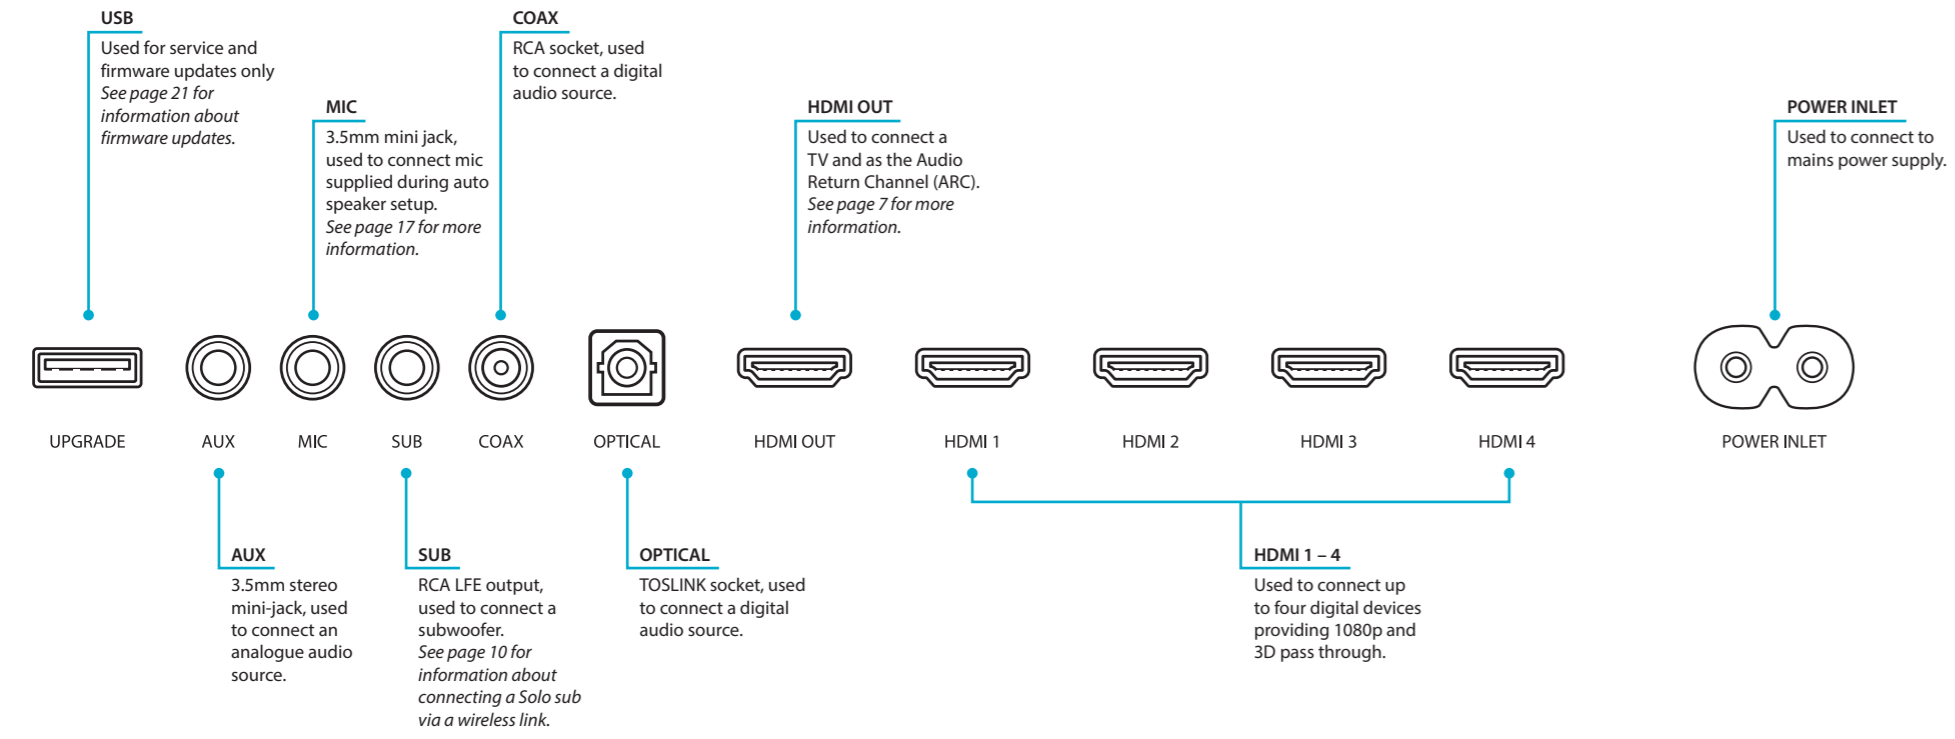 USB
Used for service and
firmware updates only
See page 21 for
information about
firmware updates.
MIC
3.5mm mini jack,
used to connect mic
supplied during auto
speaker setup.
See page 17 for more
information.
COAX
RCA socket, used
to connect a digital
audio source.
HDMI OUT
Used to connect a
TV and as the Audio
Return Channel (ARC).
See page 7 for more
information.
POWER INLET
Used to connect to
mains power supply.
UPGRADE
AUX
MIC
SUB
COAX
OPTICAL
HDMI OUT
HDMI 1
HDMI 2
HDMI 3
HDMI 4
POWER INLET
AUX
3.5mm stereo
mini-jack, used
to connect an
analogue audio
source.
SUB
RCA LFE output,
used to connect a
subwoofer.
See page 10 for
information about
connecting a Solo sub
via a wireless link.
OPTICAL
TOSLINK socket, used
to connect a digital
audio source.
HDMI 1 – 4
Used to connect up
to four digital devices
providing 1080p and
3D pass through.